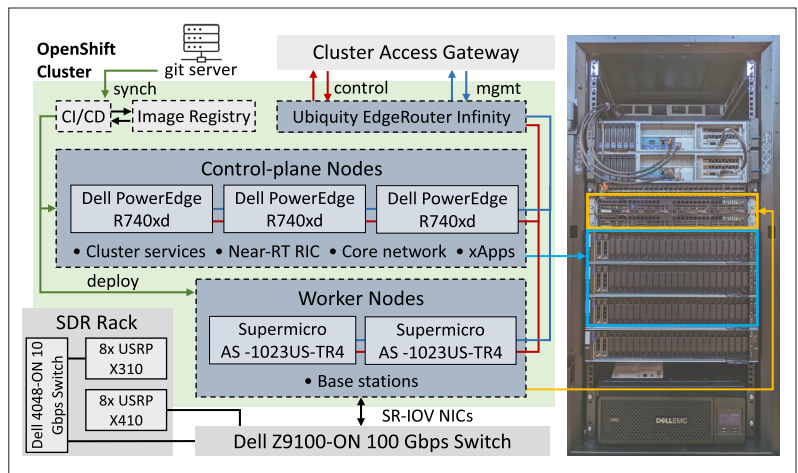 OpenShift
Cluster
git server
synch
CI/CD
Image Registry
Cluster Access Gateway
control
mgmt
Ubiquity EdgeRouter Infinity
Control-plane Nodes
Dell PowerEdge
R740xd
Dell PowerEdge
R740xd
Dell PowerEdge
R740xd
• Cluster services • Near-RT RIC • Core network • xApps
deploy
Worker Nodes
Supermicro
AS -1023US-TR4
Supermicro
AS -1023US-TR4
• Base stations
SDR Rack
Dell 4048-ON 10
Gbps Switch
8x USRP
X310
8x USRP
X410
SR-IOV NICs
Dell Z9100-ON 100 Gbps Switch
DELLEMC